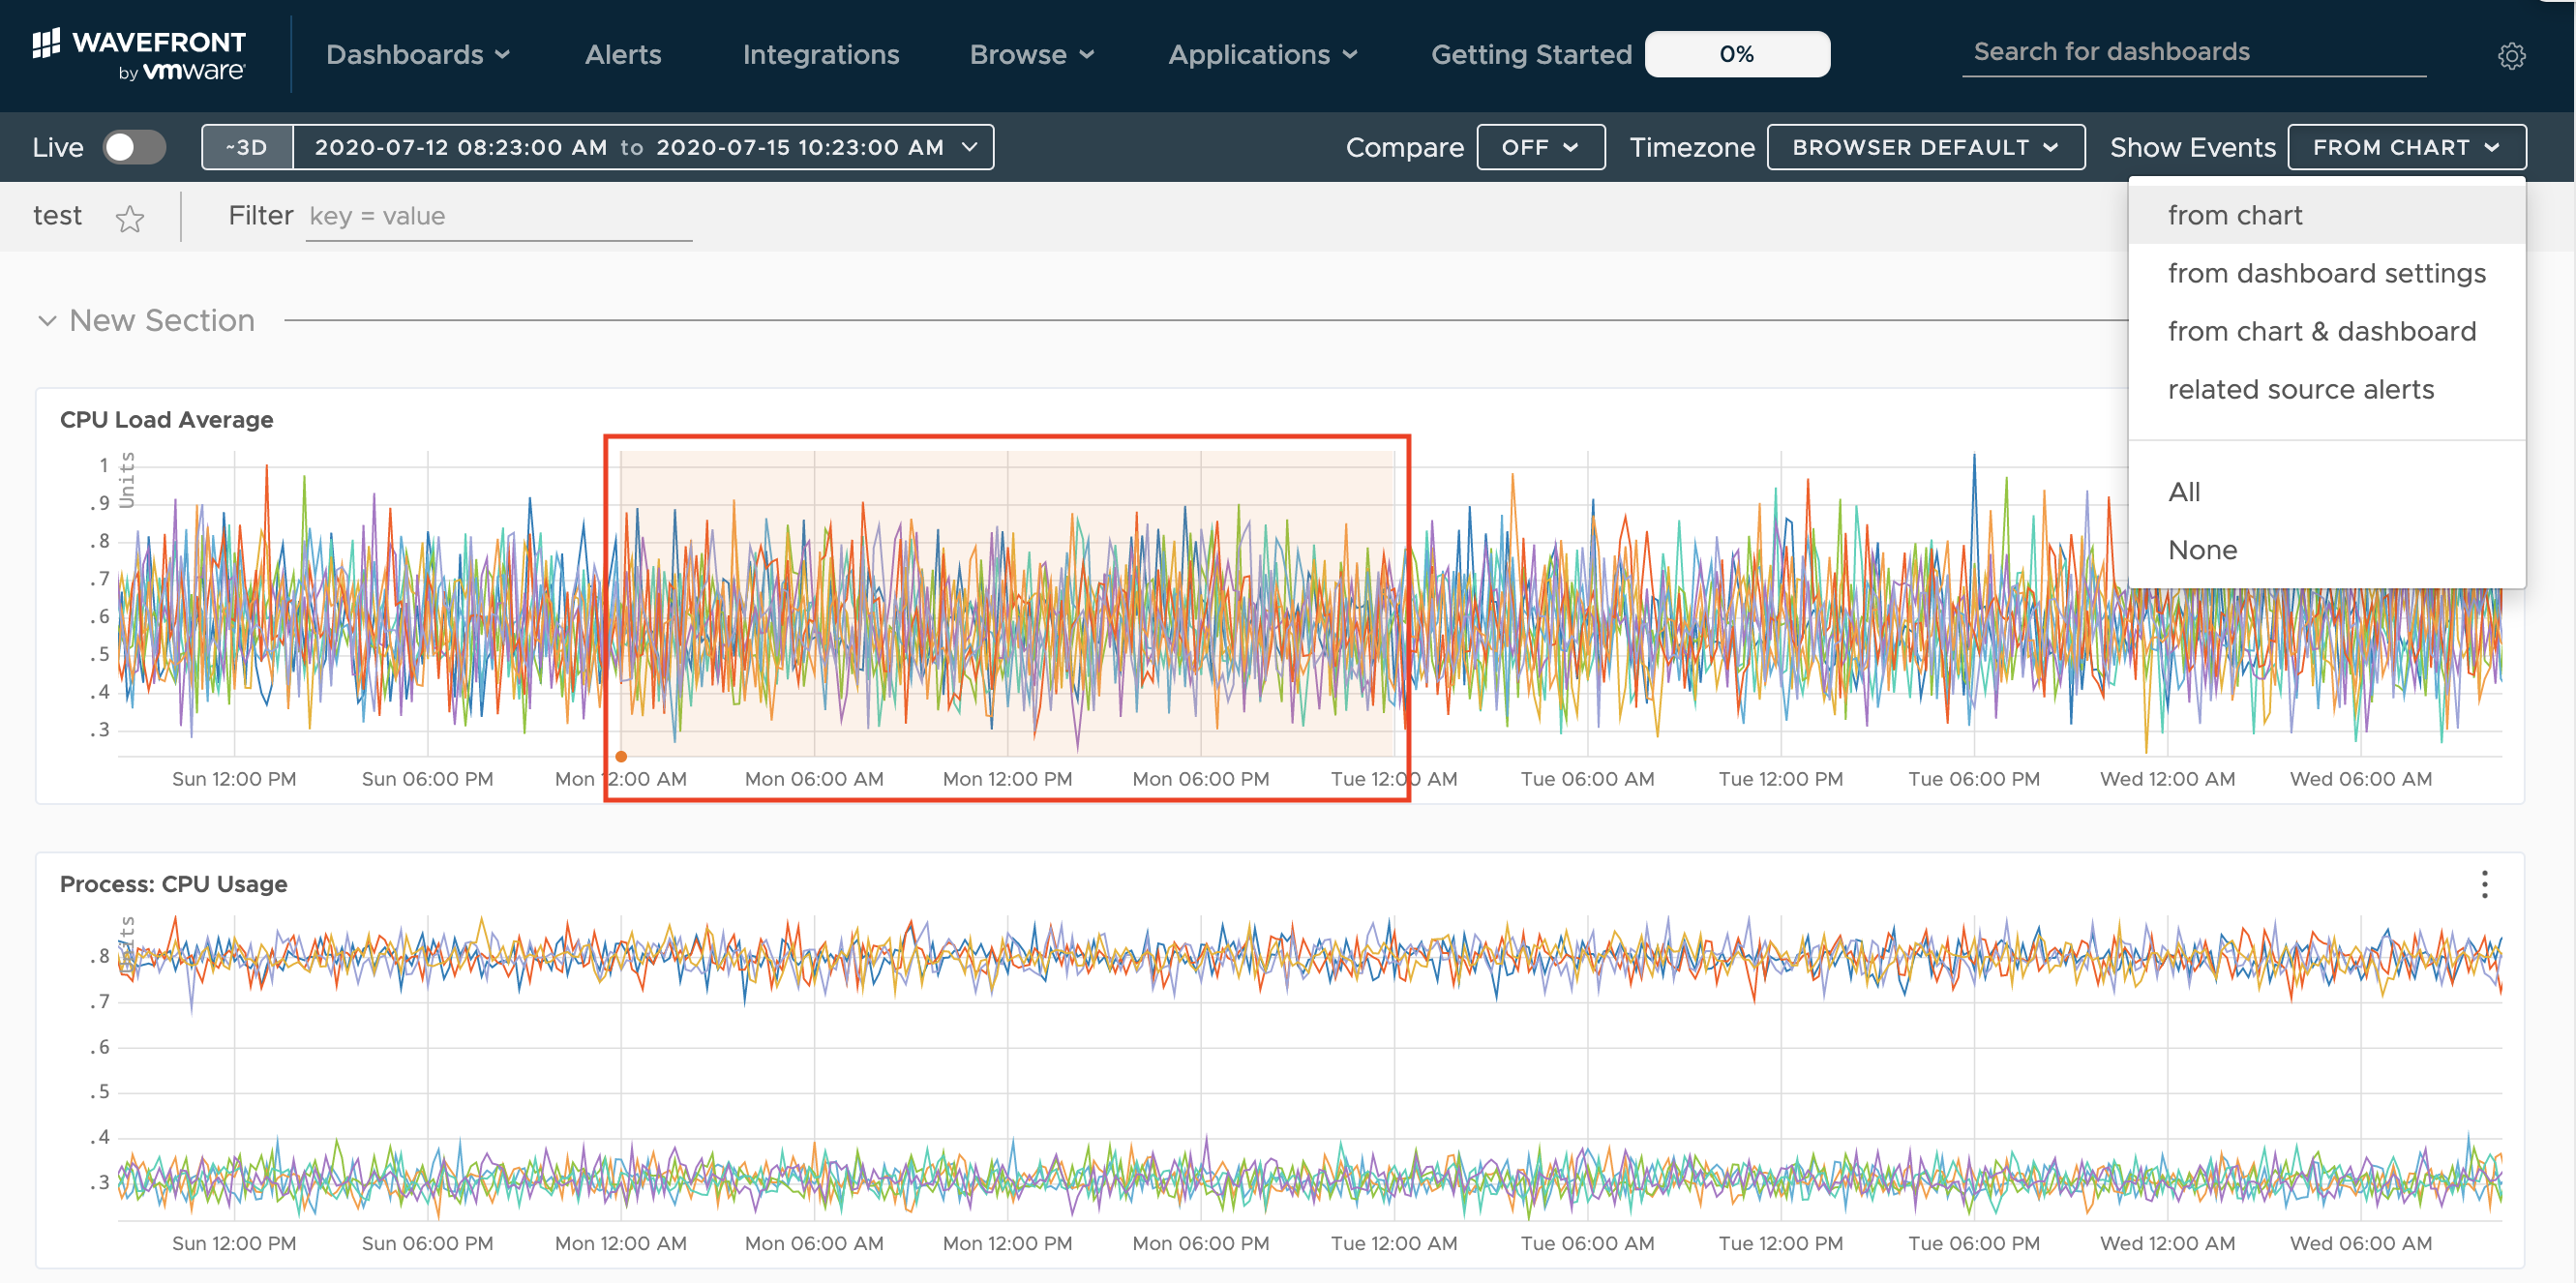 WAVEFRONT
by vmware
Dashboards
Alerts
Integrations
Browse
Applications
Getting Started
0%
Search for dashboards
Live
~3D
2020-07-12 08:23:00 AM to 2020-07-15 10:23:00 AM
Compare
OFF
Timezone
BROWSER DEFAULT
Show Events
FROM CHART
test
Filter
key = value
from chart
from dashboard settings
from chart & dashboard
related source alerts
All
None
New Section
CPU Load Average
Units
1
.9
.8
.7
.6
.5
.4
.3
Sun 12:00 PM
Sun 06:00 PM
Mon 12:00 AM
Mon 06:00 AM
Mon 12:00 PM
Mon 06:00 PM
Tue 12:00 AM
Tue 06:00 AM
Tue 12:00 PM
Tue 06:00 PM
Wed 12:00 AM
Wed 06:00 AM
Process: CPU Usage
Units
.8
.7
.6
.5
.4
.3
Sun 12:00 PM
Sun 06:00 PM
Mon 12:00 AM
Mon 06:00 AM
Mon 12:00 PM
Mon 06:00 PM
Tue 12:00 AM
Tue 06:00 AM
Tue 12:00 PM
Tue 06:00 PM
Wed 12:00 AM
Wed 06:00 AM